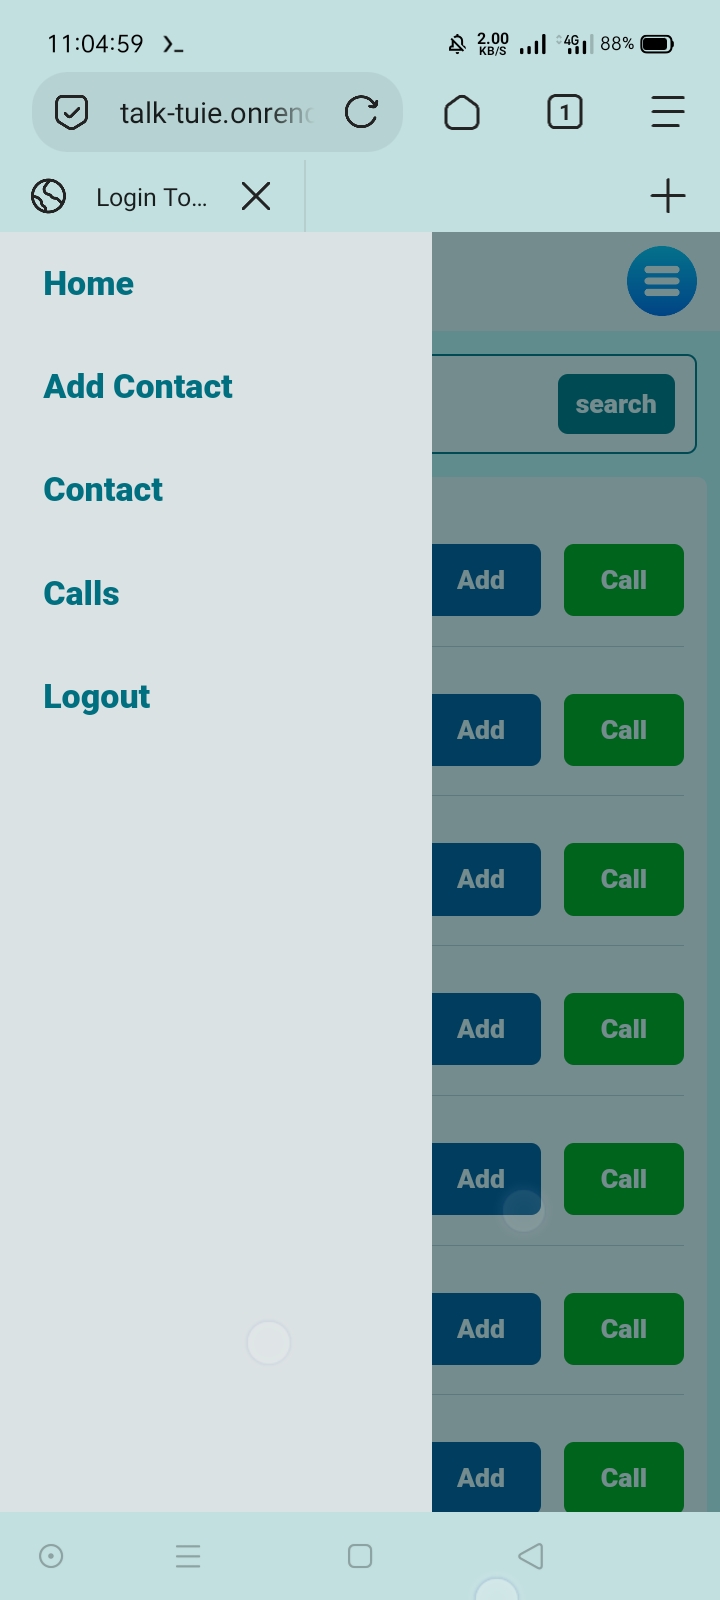 11:04:59
2.00 KB/S 4G 88%
talk-tuie.onrenc
1
Login To...
Home
Add Contact
search
Contact
Add Call
Calls
Logout
Add Call
Add Call
Add Call
Add Call
Add Call
Add Call